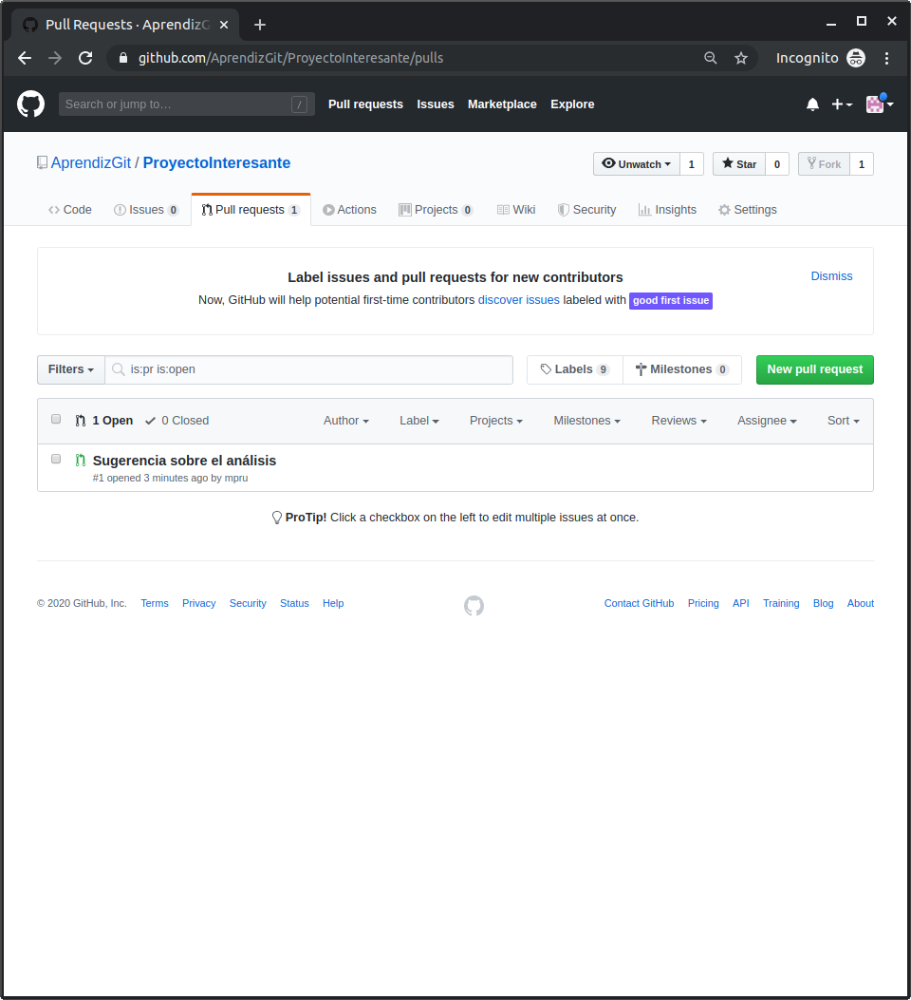 Pull Requests · AprendizG
github.com/AprendizGit/ProyectoInteresante/pulls
Incognito
Search or jump to…
/
Pull requests Issues Marketplace Explore
AprendizGit / ProyectoInteresante
Unwatch 1 Star 0 Fork 1
Code Issues 0 Pull requests 1 Actions Projects 0 Wiki Security Insights Settings
Label issues and pull requests for new contributors
Dismiss
Now, GitHub will help potential first-time contributors discover issues labeled with good first issue
Filters is:pr is:open Labels 9 Milestones 0 New pull request
1 Open 0 Closed Author Label Projects Milestones Reviews Assignee Sort
Sugerencia sobre el análisis
#1 opened 3 minutes ago by mpru
ProTip! Click a checkbox on the left to edit multiple issues at once.
© 2020 GitHub, Inc. Terms Privacy Security Status Help Contact GitHub Pricing API Training Blog About